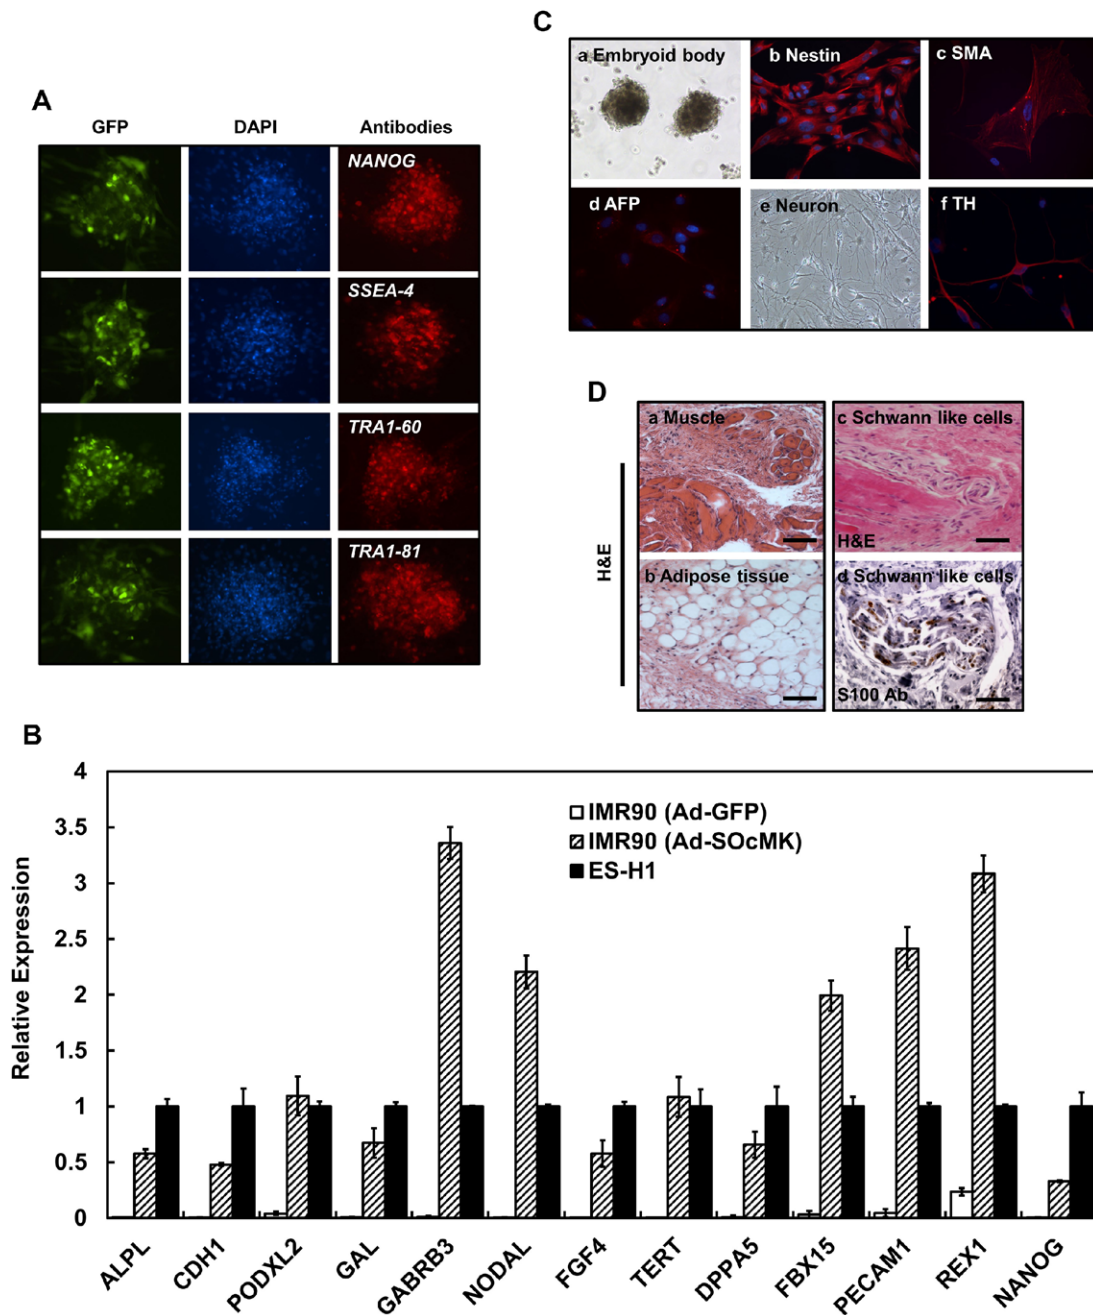 A
GFP
DAPI
Antibodies
NANOG
SSEA-4
TRA1-60
TRA1-81
C
a Embryoid body
b Nestin
c SMA
d AFP
e Neuron
f TH
D
H&E
a Muscle
c Schwann like cells
H&E
b Adipose tissue
d Schwann like cells
S100 Ab
B
Relative Expression
4
3.5
3
2.5
2
1.5
1
0.5
0
IMR90 (Ad-GFP)
IMR90 (Ad-SOcMK)
ES-H1
ALPL
CDH1
PODXL2
GAL
GABRB3
NODAL
FGF4
TERT
DPPA5
FBX15
PECAM1
REX1
NANOG